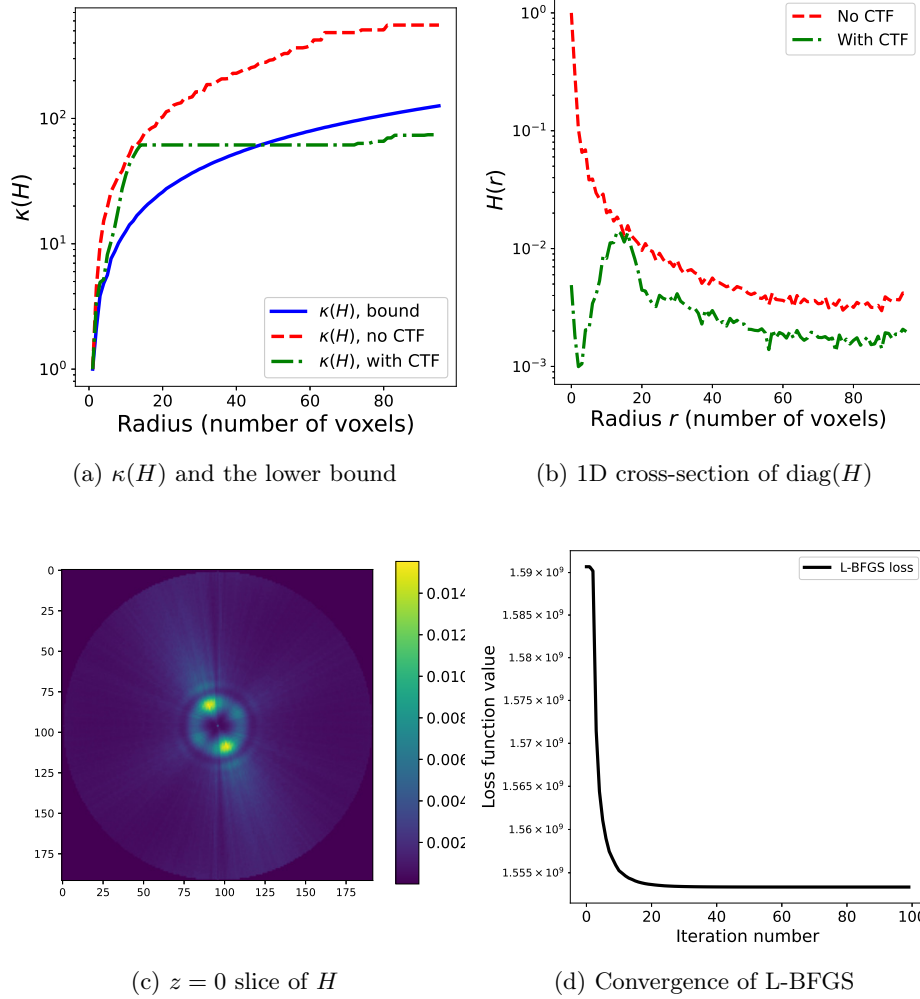 10²
10¹
10⁰
κ(H)
0 20 40 60 80 100
Radius (number of voxels)
κ(H), bound
κ(H), no CTF
κ(H), with CTF
(a) κ(H) and the lower bound
10⁰
10⁻¹
10⁻²
10⁻³
H(r)
0 20 40 60 80
Radius r (number of voxels)
No CTF
With CTF
(b) 1D cross-section of diag(H)
0
25
50
75
100
125
150
175
0 25 50 75 100 125 150 175
0.014
0.012
0.010
0.008
0.006
0.004
0.002
(c) z = 0 slice of H
1.59 × 10⁹
1.585 × 10⁹
1.58 × 10⁹
1.575 × 10⁹
1.57 × 10⁹
1.565 × 10⁹
1.56 × 10⁹
1.555 × 10⁹
Loss function value
L-BFGS loss
0 20 40 60 80 100
Iteration number
(d) Convergence of L-BFGS